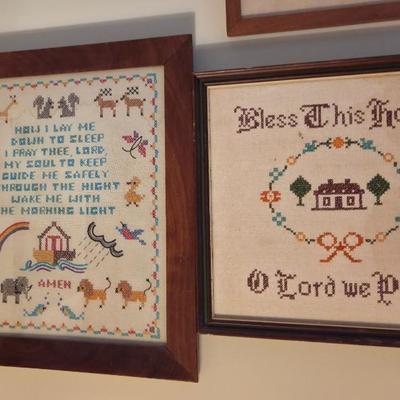 NOW I LAY ME
DOWN TO SLEEP
I PRAY THEE, LORD,
MY SOUL TO KEEP
GUIDE ME SAFELY
THROUGH THE NIGHT
WAKE ME WITH
THE MORNING LIGHT
AMEN
Bless This Ho
O Lord we P